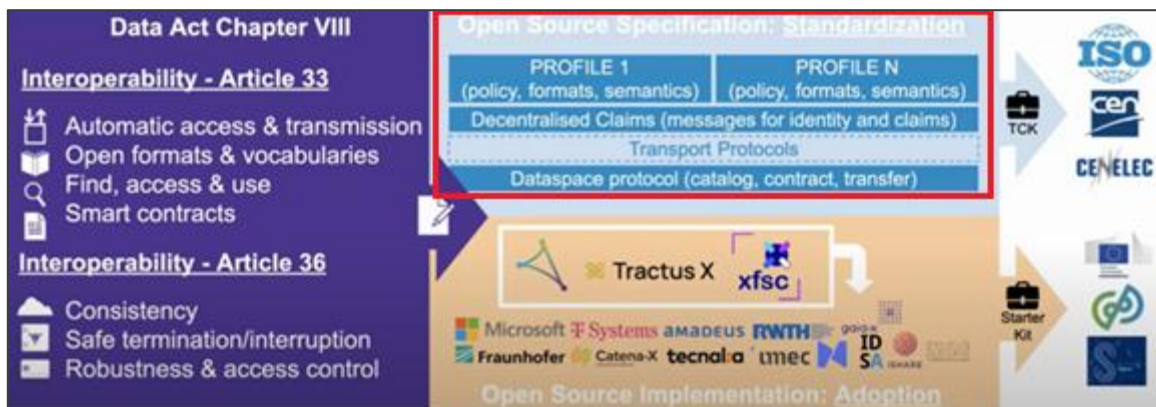 Data Act Chapter VIII
Interoperability - Article 33
Automatic access & transmission
Open formats & vocabularies
Find, access & use
Smart contracts
Interoperability - Article 36
Consistency
Safe termination/interruption
Robustness & access control
Open Source Specification: Standardization
PROFILE 1
(policy, formats, semantics)
PROFILE N
(policy, formats, semantics)
Decentralised Claims (messages for identity and claims)
Transport Protocols
Dataspace protocol (catalog, contract, transfer)
TCK
ISO
cen
CENELEC
Tractus X
xfsc
Microsoft
T Systems
amadeus
RWTH
gaia-x
Fraunhofer
Catena-X
tecnalia
imec
IDSA
iSHARE
Open Source Implementation: Adoption
Starter
Kit